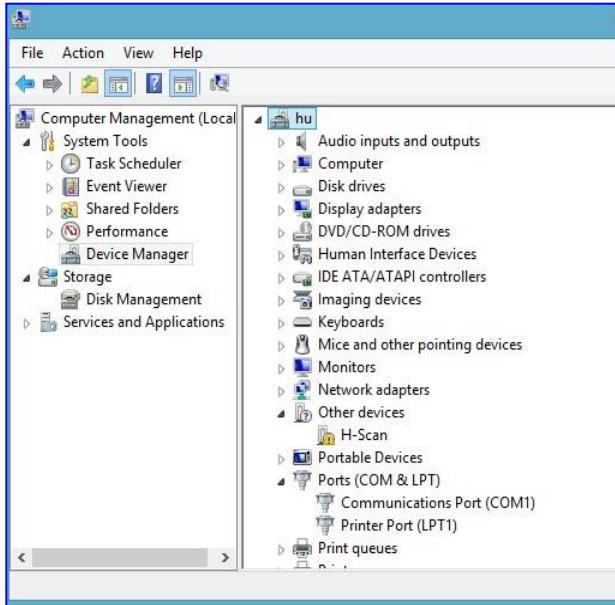 File Action View Help
Computer Management (Local
System Tools
Task Scheduler
Event Viewer
Shared Folders
Performance
Device Manager
Storage
Disk Management
Services and Applications
hu
Audio inputs and outputs
Computer
Disk drives
Display adapters
DVD/CD-ROM drives
Human Interface Devices
IDE ATA/ATAPI controllers
Imaging devices
Keyboards
Mice and other pointing devices
Monitors
Network adapters
Other devices
H-Scan
Portable Devices
Ports (COM & LPT)
Communications Port (COM1)
Printer Port (LPT1)
Print queues